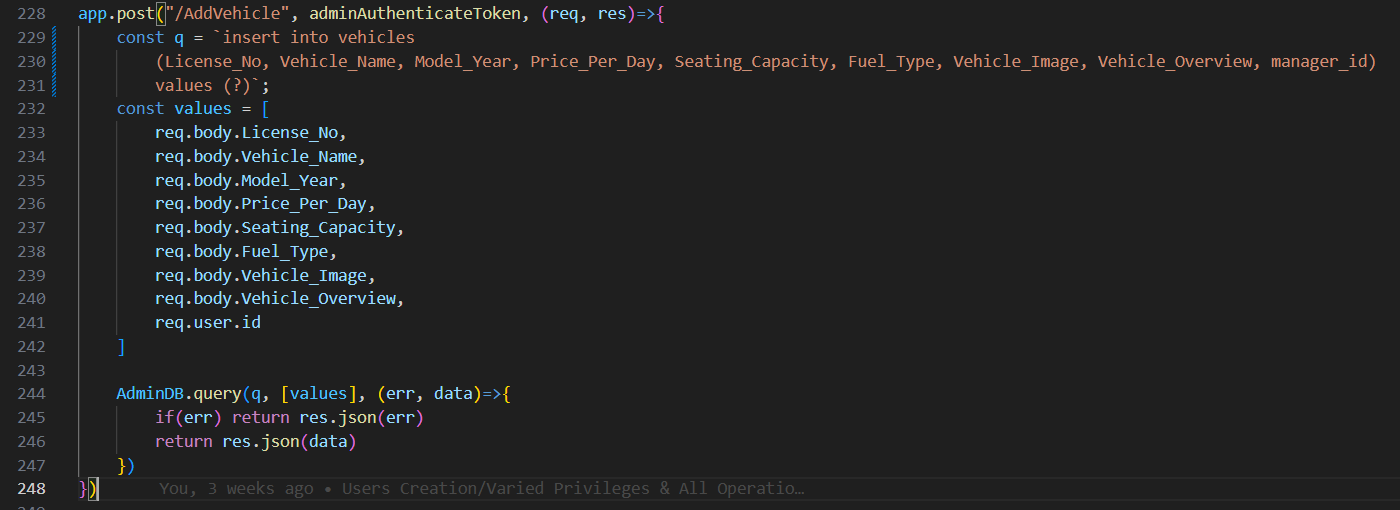 228 app.post("/AddVehicle", adminAuthenticateToken, (req, res)=>{
229     const q = `insert into vehicles
230         (License_No, Vehicle_Name, Model_Year, Price_Per_Day, Seating_Capacity, Fuel_Type, Vehicle_Image, Vehicle_Overview, manager_id)
231         values (?)`;
232     const values = [
233         req.body.License_No,
234         req.body.Vehicle_Name,
235         req.body.Model_Year,
236         req.body.Price_Per_Day,
237         req.body.Seating_Capacity,
238         req.body.Fuel_Type,
239         req.body.Vehicle_Image,
240         req.body.Vehicle_Overview,
241         req.user.id
242     ]
243
244     AdminDB.query(q, [values], (err, data)=>{
245         if(err) return res.json(err)
246         return res.json(data)
247     })
248 }) You, 3 weeks ago • Users Creation/Varied Privileges & All Operatio…